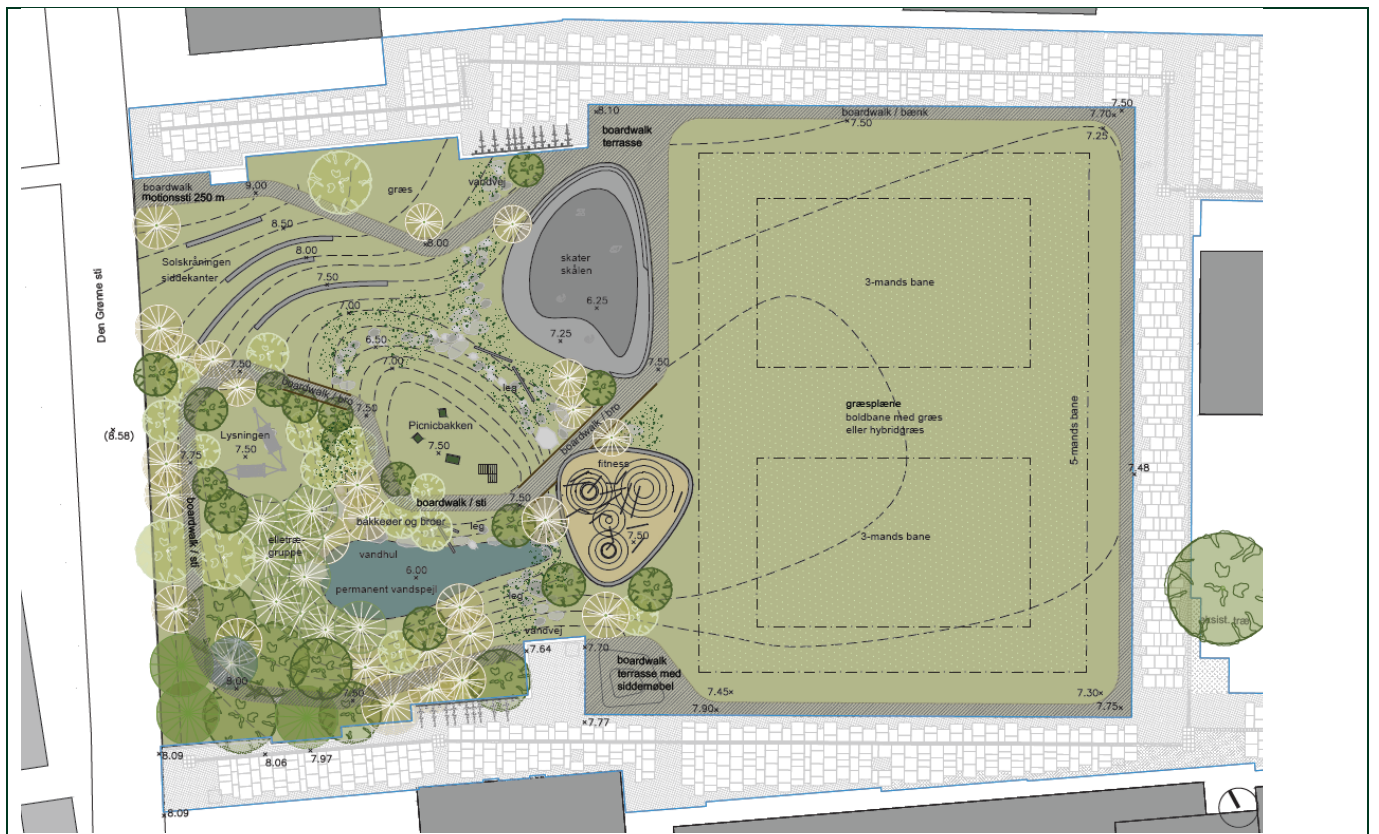 8.10
boardwalk
terrasse
boardwalk / bænk
7.50
7.50
7.70
7.25
boardwalk
motionssti 250 m
9.00
græs
vandvej
8.50
8.00
8.00
Solskråningen
siddekanter
7.50
7.00
6.50
7.00
skater
skålen
6.25
7.25
3-mands bane
Den Grønne sti
7.50
boardwalk / bro
7.50
leg
7.50
boardwalk / bro
Picnicbakken
7.50
græsplæne
boldbane med græs
eller hybridgræs
5-mands bane
(8.58)
Lysningen
7.50
7.75
fitness
7.48
boardwalk / sti
7.50
boardwalk / sti
bakkeøer og broer
leg
elletræ-
gruppe
vandhul
6.00
permanent vandspejl
7.50
3-mands bane
leg
vandvej
7.64
7.70
eksist. træ
boardwalk
terrasse med
siddemøbel
8.00
7.50
7.45
7.90
7.30
7.75
7.77
8.09
8.06
7.97
8.09